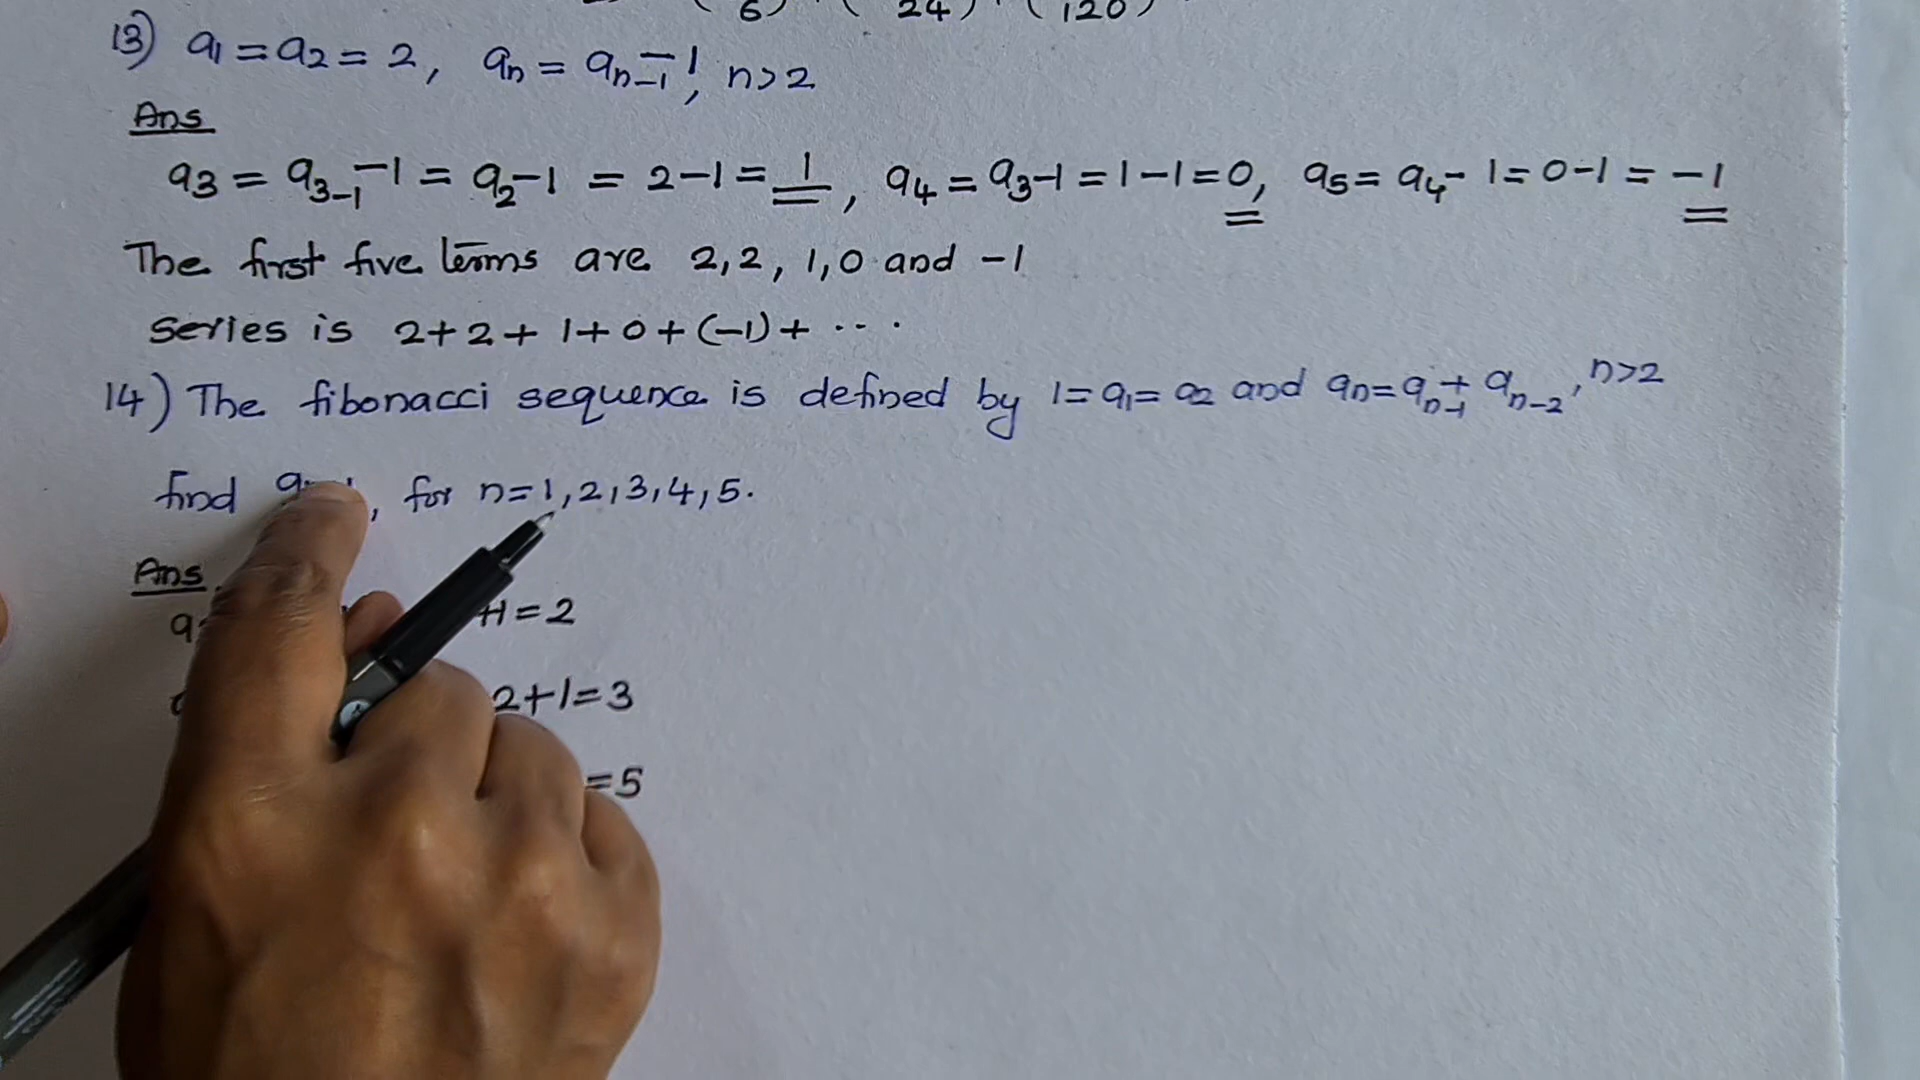 6) ( 24) ( 120)
13) a1 = a2 = 2, an = an-1 - 1, n>2
Ans
a3 = a3-1 - 1 = a2 - 1 = 2 - 1 = 1, a4 = a3 - 1 = 1 - 1 = 0, a5 = a4 - 1 = 0 - 1 = -1
The first five terms are 2, 2, 1, 0 and -1
series is 2 + 2 + 1 + 0 + (-1) + ....
14) The fibonacci sequence is defined by 1 = a1 = a2 and an = an-1 + an-2, n>2
find , for n = 1, 2, 3, 4, 5.
Ans
+1 = 2
2 + 1 = 3
= 5